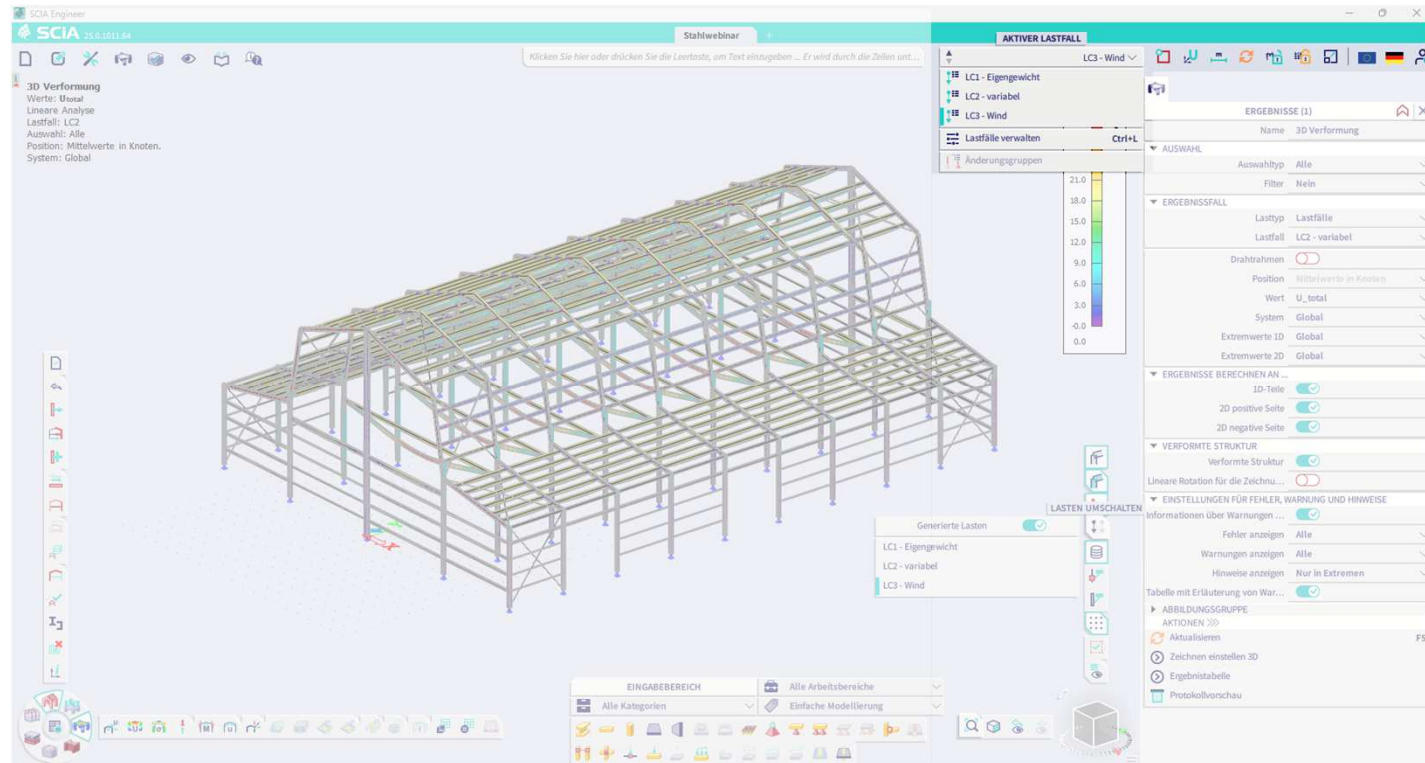 SCIA Engineer
SCIA 25.0.1011.64
Stahlwebinar +
Klicken Sie hier oder drücken Sie die Leertaste, um Text einzugeben ... Er wird durch die Zeilen unt...
AKTIVER LASTFALL
LC3 - Wind
LC1 - Eigengewicht
LC2 - variabel
LC3 - Wind
Lastfälle verwalten Ctrl+L
Änderungsgruppen
3D Verformung
Werte: Utotal
Lineare Analyse
Lastfall: LC2
Auswahl: Alle
Position: Mittelwerte in Knoten.
System: Global
21.0
18.0
15.0
12.0
9.0
6.0
3.0
-0.0
0.0
ERGEBNISSE (1)
Name 3D Verformung
AUSWAHL
Auswahltyp Alle
Filter Nein
ERGEBNISSFALL
Lasttyp Lastfälle
Lastfall LC2 - variabel
Drahtrahmen
Position Mittelwerte in Knoten
Wert U_total
System Global
Extremwerte 1D Global
Extremwerte 2D Global
ERGEBNISSE BERECHNEN AN ...
1D-Teile
2D positive Seite
2D negative Seite
VERFORMTE STRUKTUR
Verformte Struktur
Lineare Rotation für die Zeichnu...
EINSTELLUNGEN FÜR FEHLER, WARNUNG UND HINWEISE
Informationen über Warnungen ...
Fehler anzeigen Alle
Warnungen anzeigen Alle
Hinweise anzeigen Nur in Extremen
Tabelle mit Erläuterung von War...
ABBILDUNGSGRUPPE
AKTIONEN >>>
Aktualisieren F5
Zeichnen einstellen 3D
Ergebnistabelle
Protokollvorschau
LASTEN UMSCHALTEN
Generierte Lasten
LC1 - Eigengewicht
LC2 - variabel
LC3 - Wind
EINGABEBEREICH
Alle Arbeitsbereiche
Alle Kategorien
Einfache Modellierung